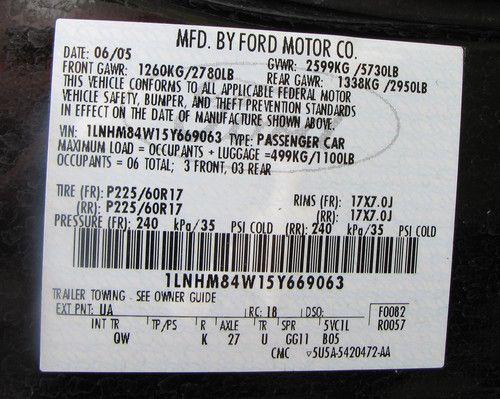 MFD. BY FORD MOTOR CO.
DATE: 06/05 GVWR: 2599KG /5730LB
FRONT GAWR: 1260KG/2780LB REAR GAWR: 1338KG/2950LB
THIS VEHICLE CONFORMS TO ALL APPLICABLE FEDERAL MOTOR
VEHICLE SAFETY, BUMPER, AND THEFT PREVENTION STANDARDS
IN EFFECT ON THE DATE OF MANUFACTURE SHOWN ABOVE.
VIN: 1LNHM84W15Y669063 TYPE: PASSENGER CAR
MAXIMUM LOAD = OCCUPANTS + LUGGAGE =499KG/1100LB
OCCUPANTS = 06 TOTAL; 3 FRONT, 03 REAR
TIRE (FR): P225/60R17 RIMS (FR): 17X7.0J
(RR): P225/60R17 (RR): 17X7.0J
PRESSURE (FR): 240 kPa/35 PSI COLD (RR): 240 kPa/35 PSI COLD
1LNHM84W15Y669063
TRAILER TOWING - SEE OWNER GUIDE
EXT PNT: UA RC: 18 DSO: F0082
INT TR TP/PS R AXLE TR SPR 5VC1L R0057
QW K 27 U GG11 B05
CMC ▽5U5A-5420472-AA